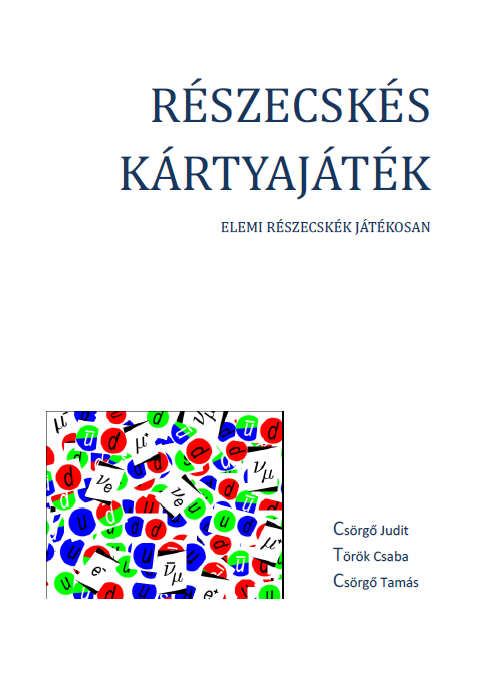 RÉSZECSKÉS
KÁRTYAJÁTÉK
ELEMI RÉSZECSKÉK JÁTÉKOSAN
Csörgő Judit
Török Csaba
Csörgő Tamás